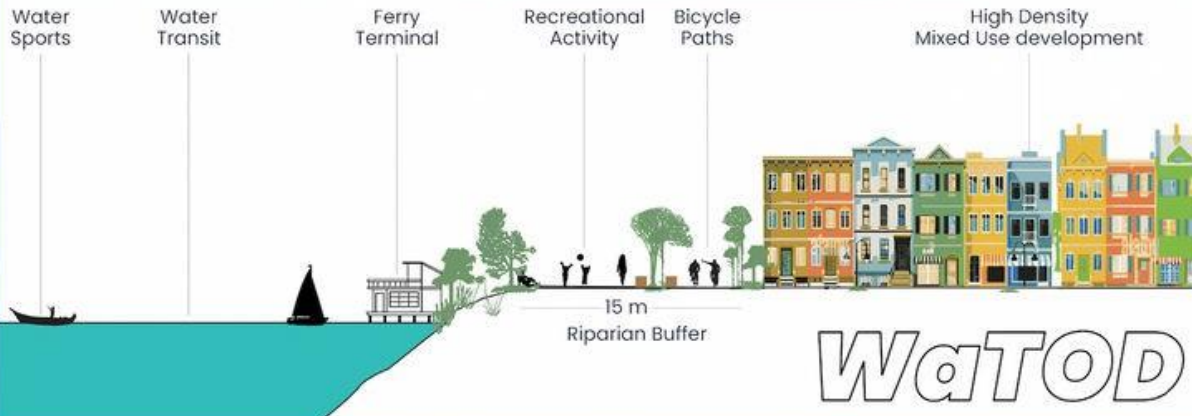 Water
Sports
Water
Transit
Ferry
Terminal
Recreational
Activity
Bicycle
Paths
High Density
Mixed Use development
15 m
Riparian Buffer
WaTOD